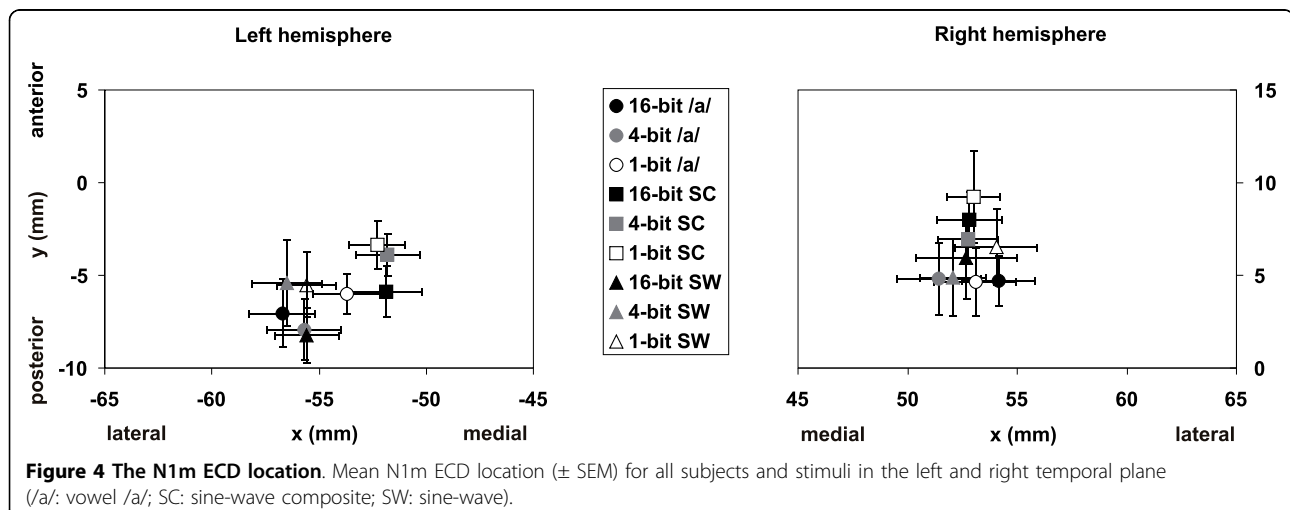 Left hemisphere
Right hemisphere
anterior
y (mm)
posterior
5
0
-5
-10
-65
-60
-55
-50
-45
lateral
x (mm)
medial
16-bit /a/
4-bit /a/
1-bit /a/
16-bit SC
4-bit SC
1-bit SC
16-bit SW
4-bit SW
1-bit SW
15
10
5
0
45
50
55
60
65
medial
x (mm)
lateral
Figure 4 The N1m ECD location. Mean N1m ECD location (± SEM) for all subjects and stimuli in the left and right temporal plane
(/a/: vowel /a/; SC: sine-wave composite; SW: sine-wave).